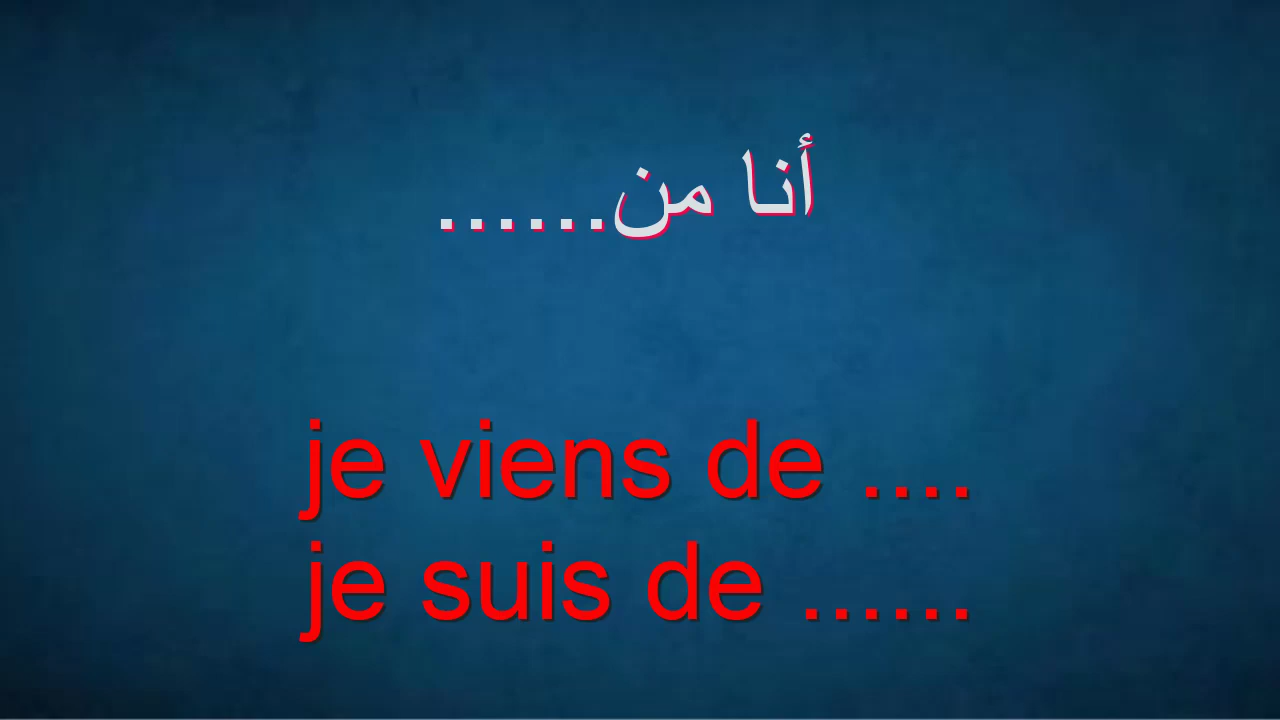 أنا من......
je viens de ....
je suis de ......